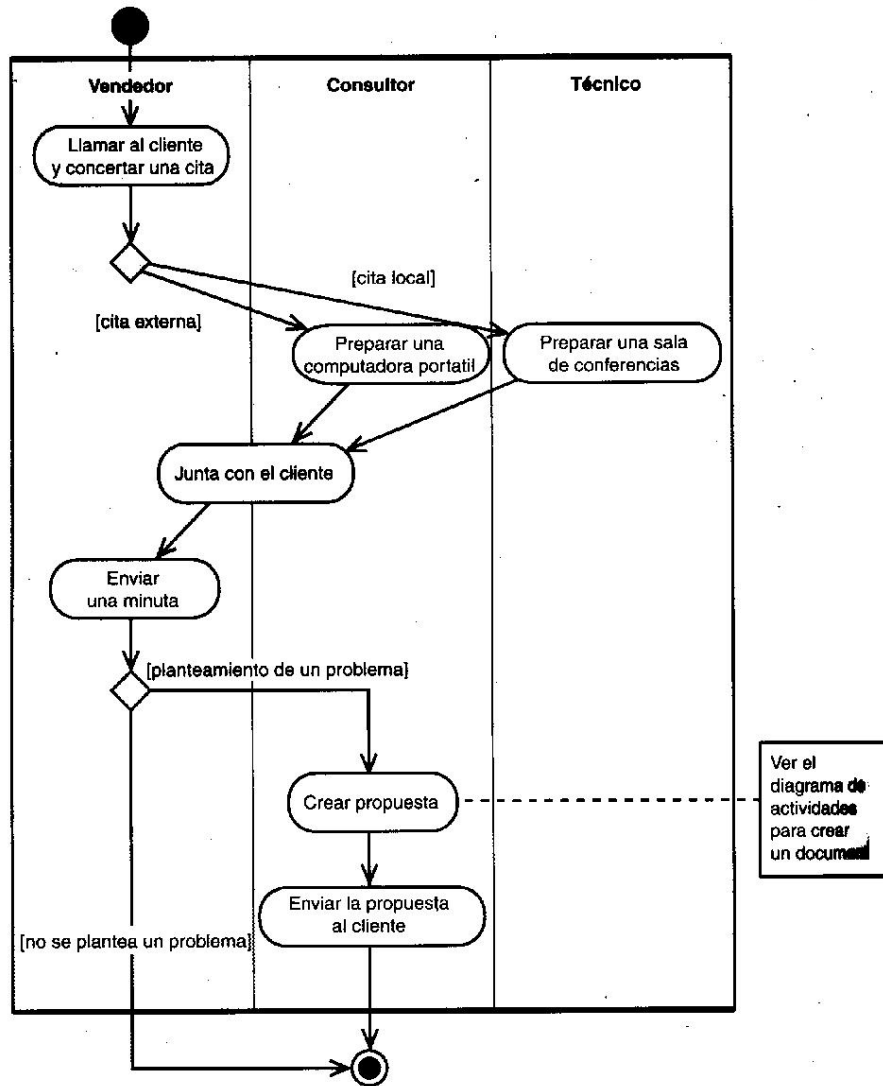 Vendedor
Consultor
Técnico
Llamar al cliente
y concertar una cita
[cita local]
[cita externa]
Preparar una
computadora portatil
Preparar una sala
de conferencias
Junta con el cliente
Enviar
una minuta
[planteamiento de un problema]
Crear propuesta
Ver el
diagrama de
actividades
para crear
un document
Enviar la propuesta
al cliente
[no se plantea un problema]